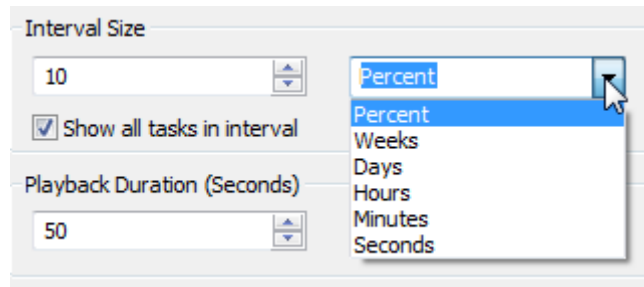 Interval Size
10
Percent
Percent
Weeks
Days
Hours
Minutes
Seconds
Show all tasks in interval
Playback Duration (Seconds)
50